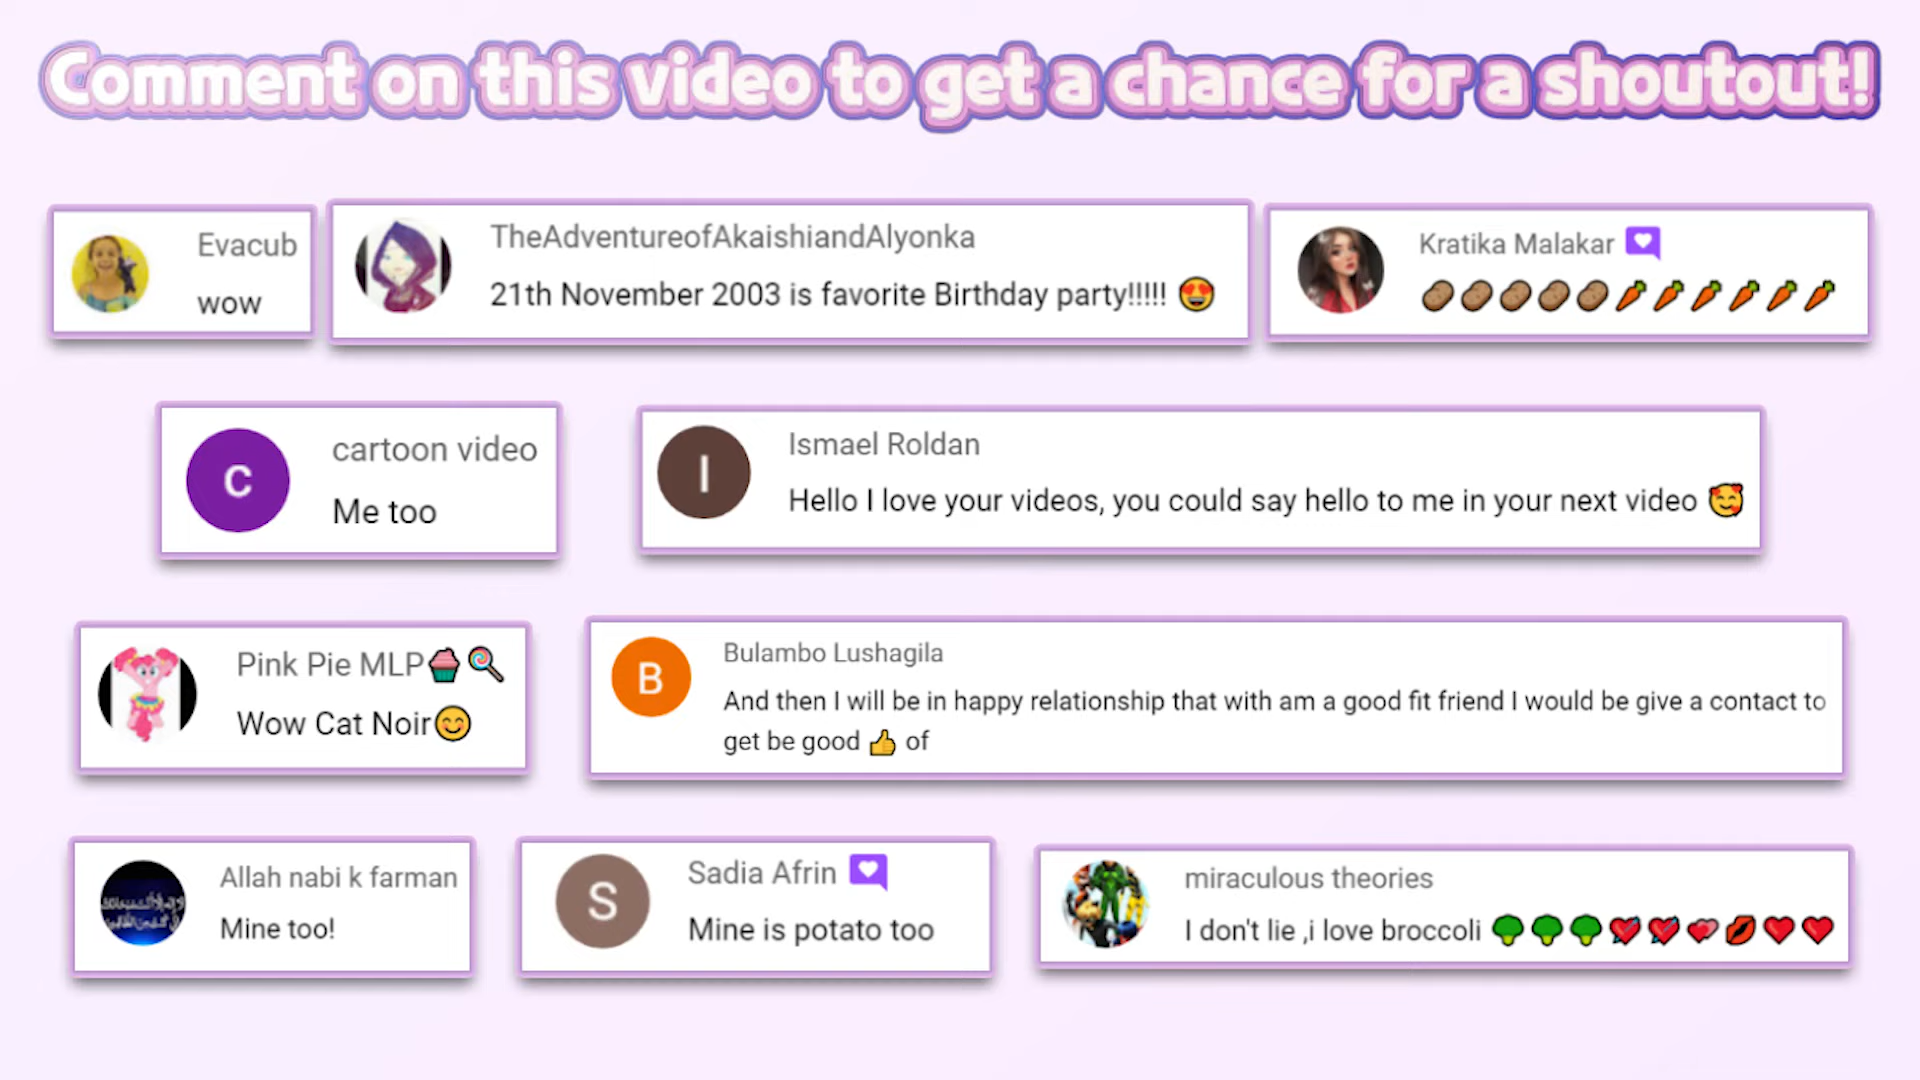 Comment on this video to get a chance for a shoutout!
Evacub
wow
TheAdventureofAkaishiandAlyonka
21th November 2003 is favorite Birthday party!!!!! 😍
Kratika Malakar
🥔🥔🥔🥔🥔🥕🥕🥕🥕🥕🥕
C
cartoon video
Me too
I
Ismael Roldan
Hello I love your videos, you could say hello to me in your next video 🥰
Pink Pie MLP🧁🍭
Wow Cat Noir😊
B
Bulambo Lushagila
And then I will be in happy relationship that with am a good fit friend I would be give a contact to
get be good 👍 of
Allah nabi k farman
Mine too!
S
Sadia Afrin
Mine is potato too
miraculous theories
I don't lie ,i love broccoli 🥦🥦🥦💘💘💕💋❤️❤️